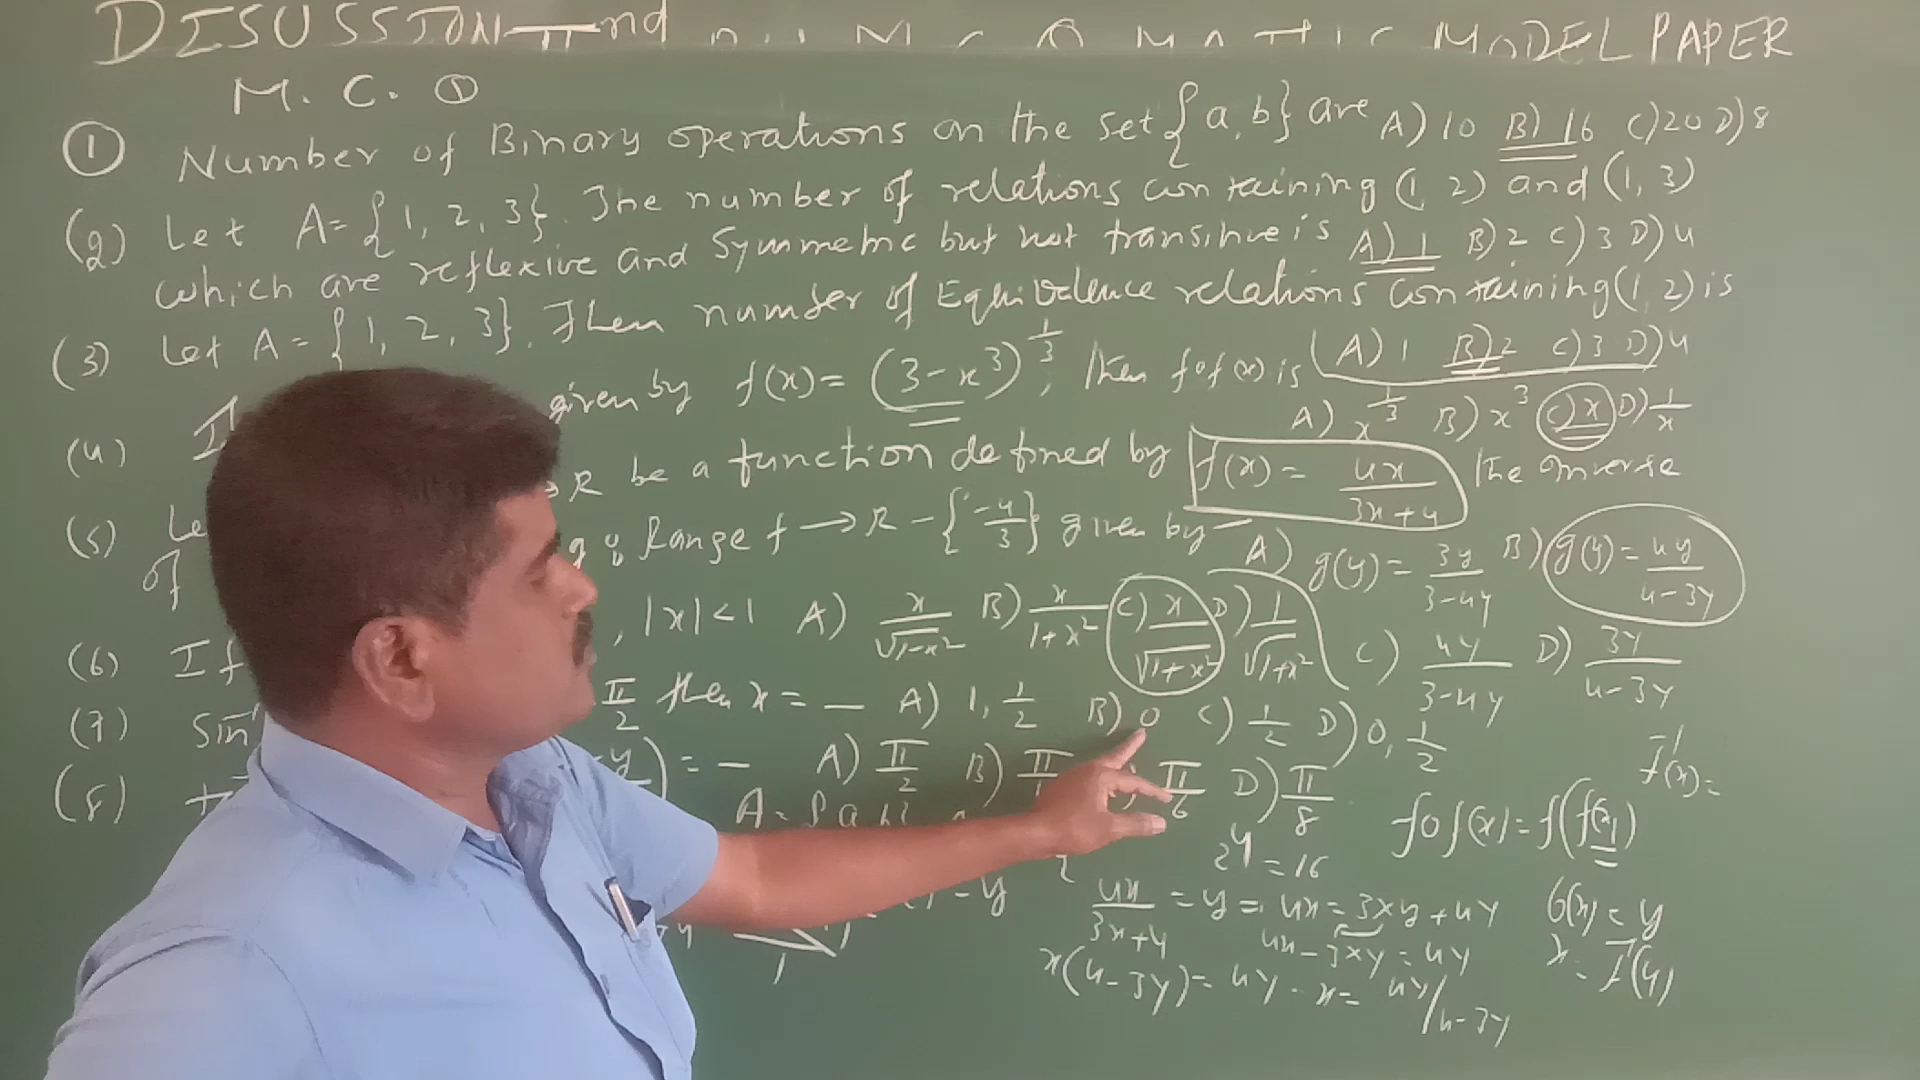 DISUSSION IInd MODEL PAPER
M. C. Q
(1) Number of Binary operations on the set {a, b} are A) 10 B) 16 C) 20 D) 8
(2) Let A = {1, 2, 3}. The number of relations containing (1, 2) and (1, 3)
which are reflexive and Symmetric but not transitive is A) 1 B) 2 C) 3 D) 4
(3) Let A = {1, 2, 3}. Then number of Equivalence relations containing (1, 2) is
A) 1 B) 2 C) 3 D) 4
(4) given by f(x) = (3 - x³)^{1/3}, then fof(x) is
A) x^{1/3} B) x³ C) x D) 1/x
(5) Le → R be a function defined by f(x) = 4x/(3x+4) the inverse
of g : Range f → R - {-4/3} given by — A) g(y) = 3y/(3-4y) B) g(y) = 4y/(4-3y)
C) 4y/(3-4y) D) 3y/(4-3y)
(6) If , |x| < 1 A) x/√(1-x²) B) x/(1+x²) C) x/√(1+x²) D) 1/√(1+x²)
(7) Sin⁻ π/2 then x = — A) 1, 1/2 B) 0 C) 1/2 D) 0, 1/2
(8) = — A) π/2 B) π π/6 D) π/8
f⁻¹(x) =
fof(x) = f(f(x))
2⁴ = 16
4x/(3x+4) = y = 4x = 3xy + 4y
4x - 3xy = 4y
x(4 - 3y) = 4y - x = 4y/4-3y
f(x) = y
x = f⁻¹(y)